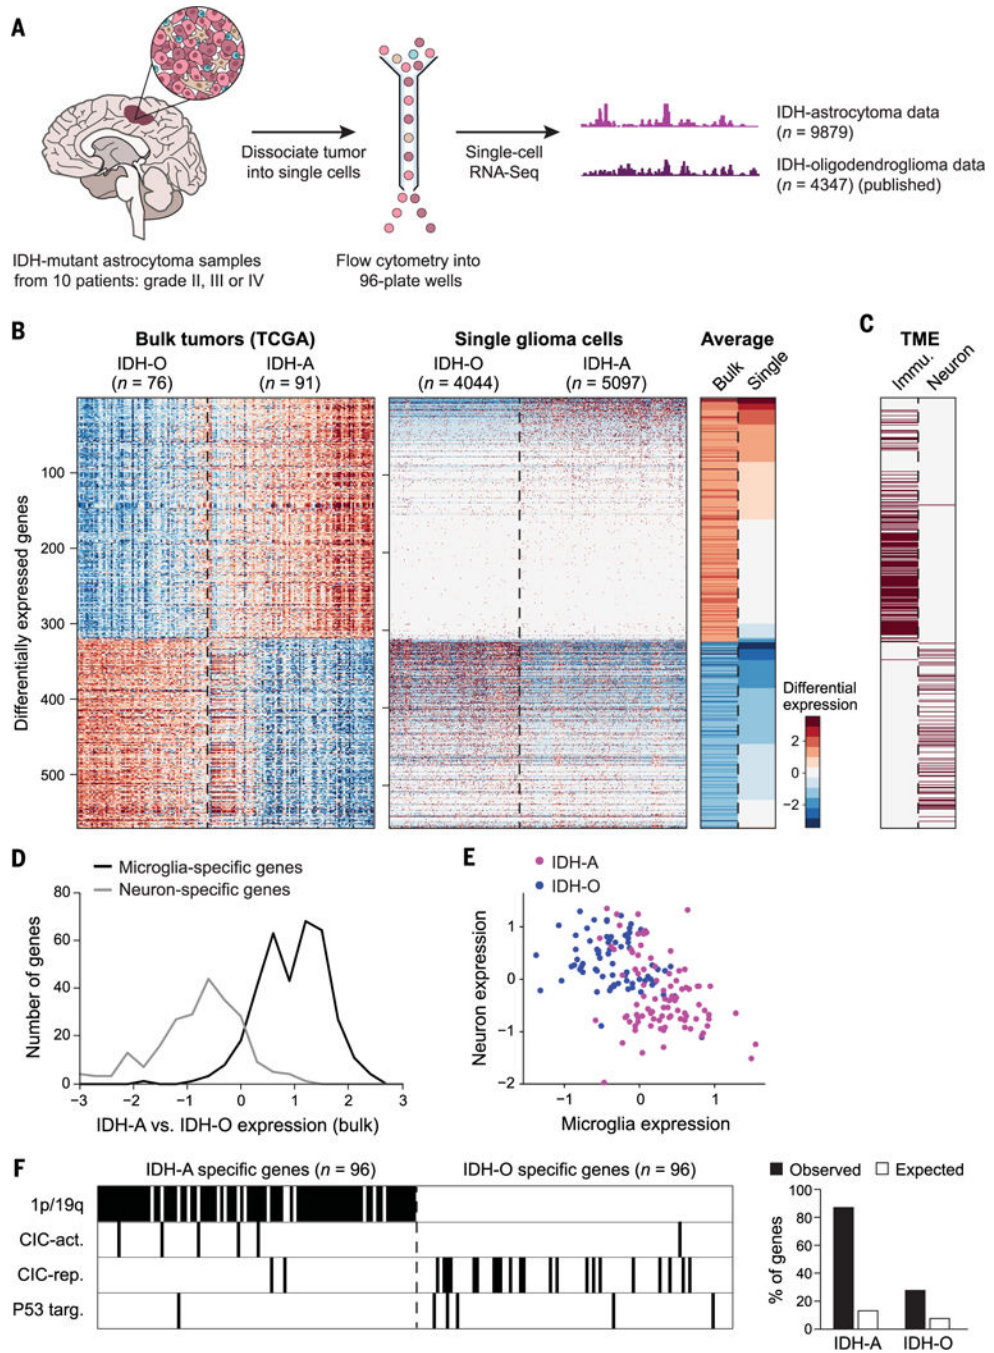 A
Dissociate tumor
into single cells
Single-cell
RNA-Seq
IDH-astrocytoma data
(n = 9879)
IDH-oligodendroglioma data
(n = 4347) (published)
IDH-mutant astrocytoma samples
from 10 patients: grade II, III or IV
Flow cytometry into
96-plate wells
B
Bulk tumors (TCGA)
IDH-O
(n = 76)
IDH-A
(n = 91)
Single glioma cells
IDH-O
(n = 4044)
IDH-A
(n = 5097)
Average
Bulk
Single
Differentially expressed genes
100
200
300
400
500
Differential
expression
2
0
−2
C
TME
Immu.
Neuron
D
Microglia-specific genes
Neuron-specific genes
Number of genes
80
60
40
20
0
−3
−2
−1
0
1
2
3
IDH-A vs. IDH-O expression (bulk)
E
IDH-A
IDH-O
Neuron expression
1
0
−1
−2
−1
0
1
Microglia expression
F
IDH-A specific genes (n = 96)
IDH-O specific genes (n = 96)
1p/19q
CIC-act.
CIC-rep.
P53 targ.
Observed
Expected
% of genes
100
80
60
40
20
0
IDH-A
IDH-O